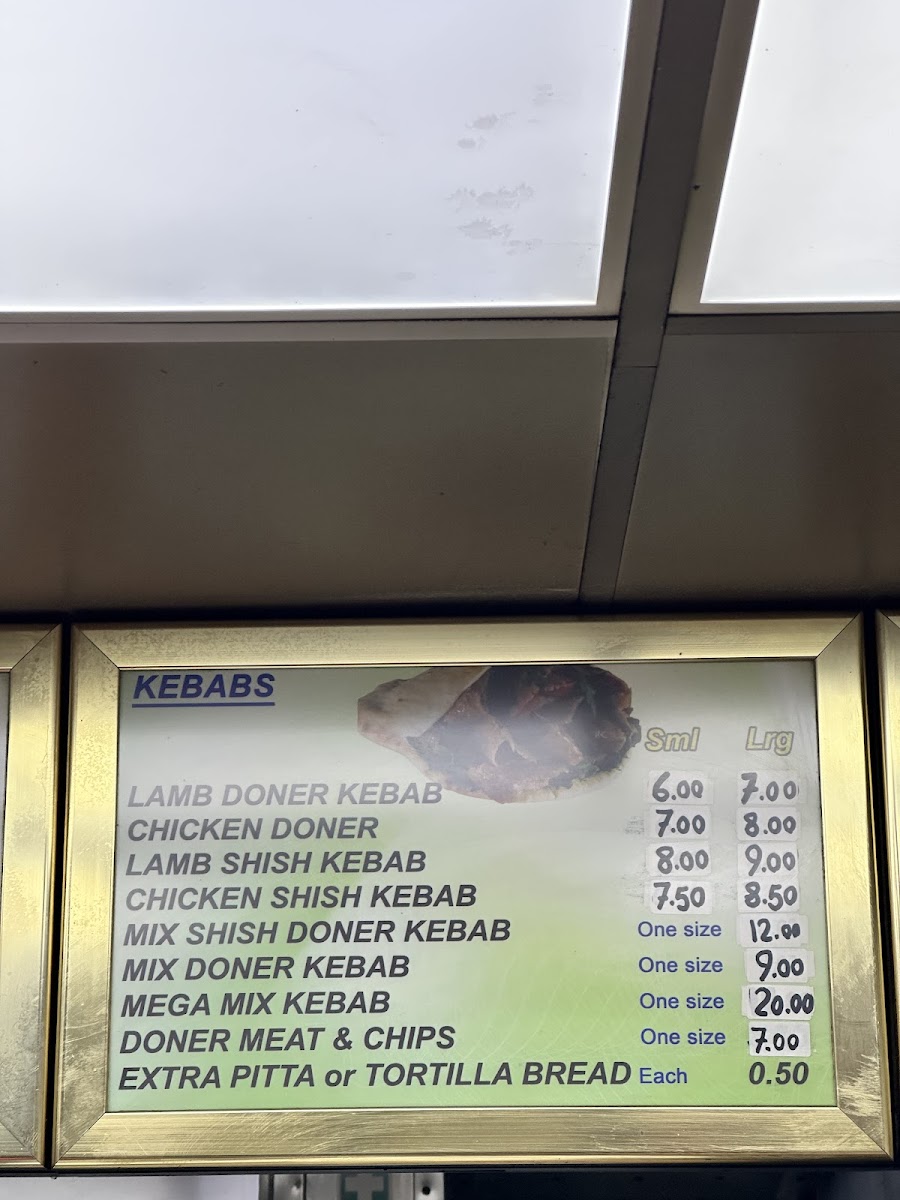 KEBABS
Sml Lrg
LAMB DONER KEBAB 6.00 7.00
CHICKEN DONER 7.00 8.00
LAMB SHISH KEBAB 8.00 9.00
CHICKEN SHISH KEBAB 7.50 8.50
MIX SHISH DONER KEBAB One size 12.00
MIX DONER KEBAB One size 9.00
MEGA MIX KEBAB One size 20.00
DONER MEAT & CHIPS One size 7.00
EXTRA PITTA or TORTILLA BREAD Each 0.50